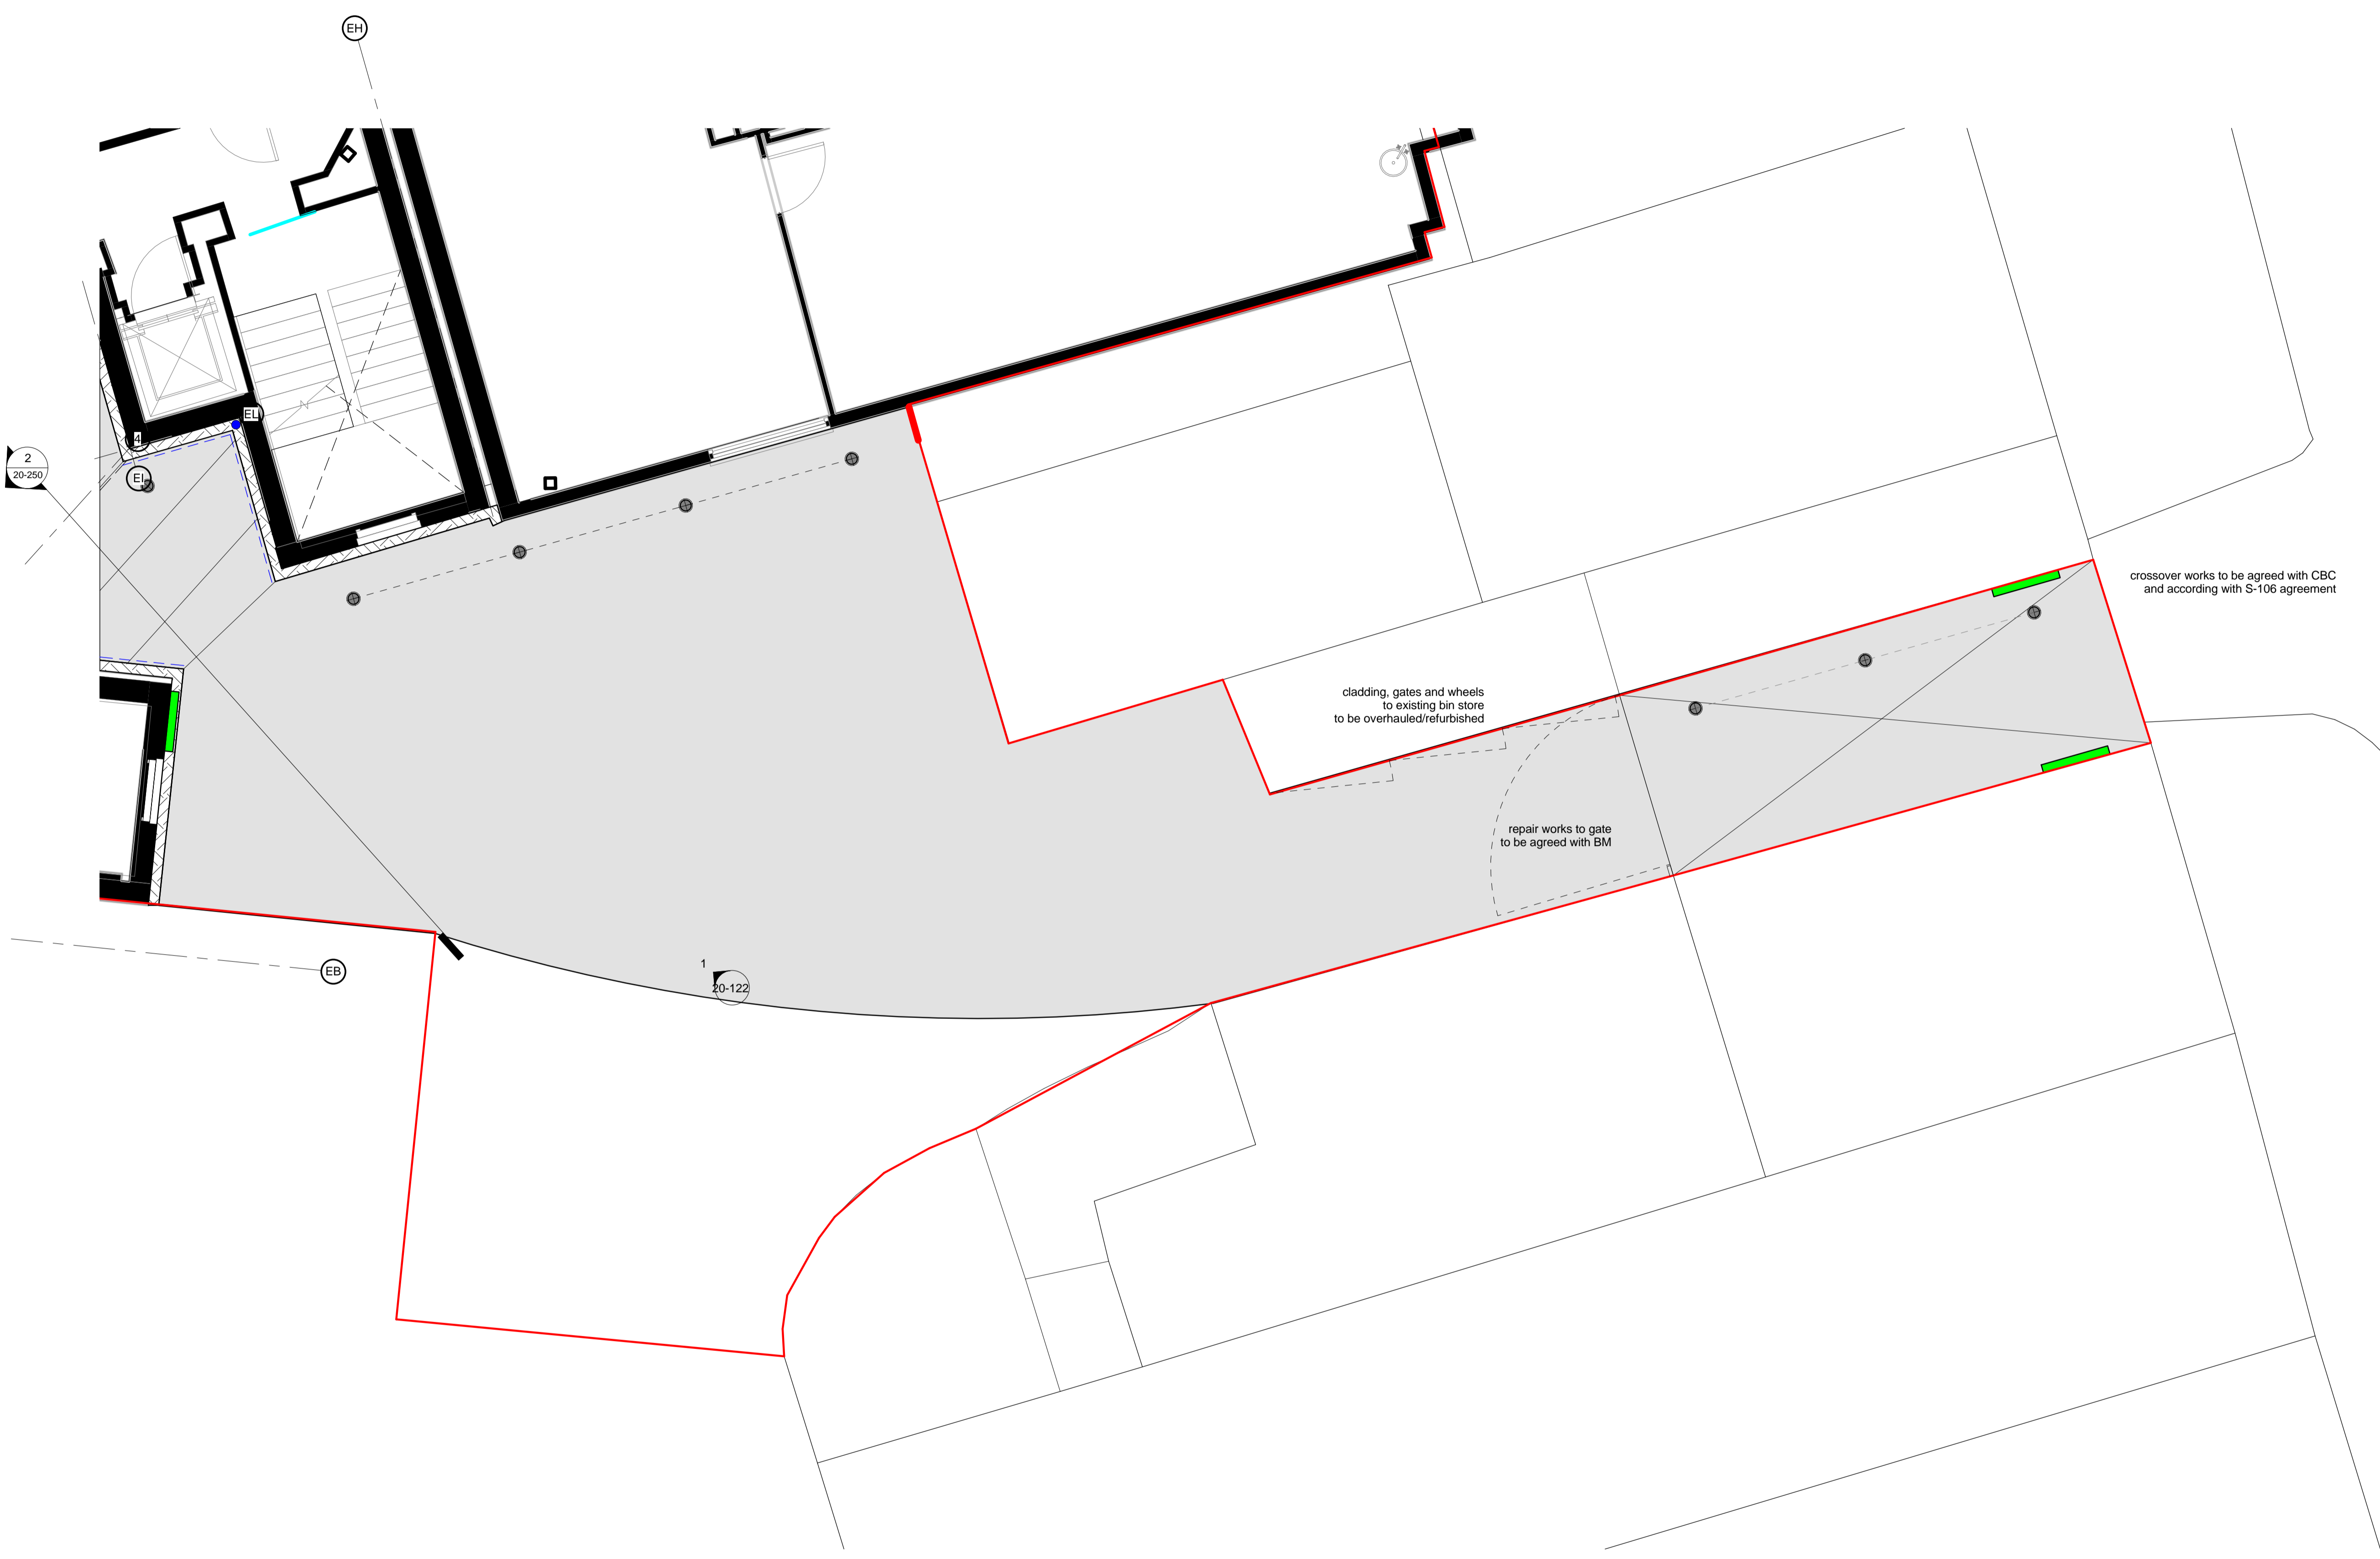 EH
EL
4
2
20-250
EI
crossover works to be agreed with CBC
and according with S-106 agreement
cladding, gates and wheels
to existing bin store
to be overhauled/refurbished
repair works to gate
to be agreed with BM
1
20-122
EB